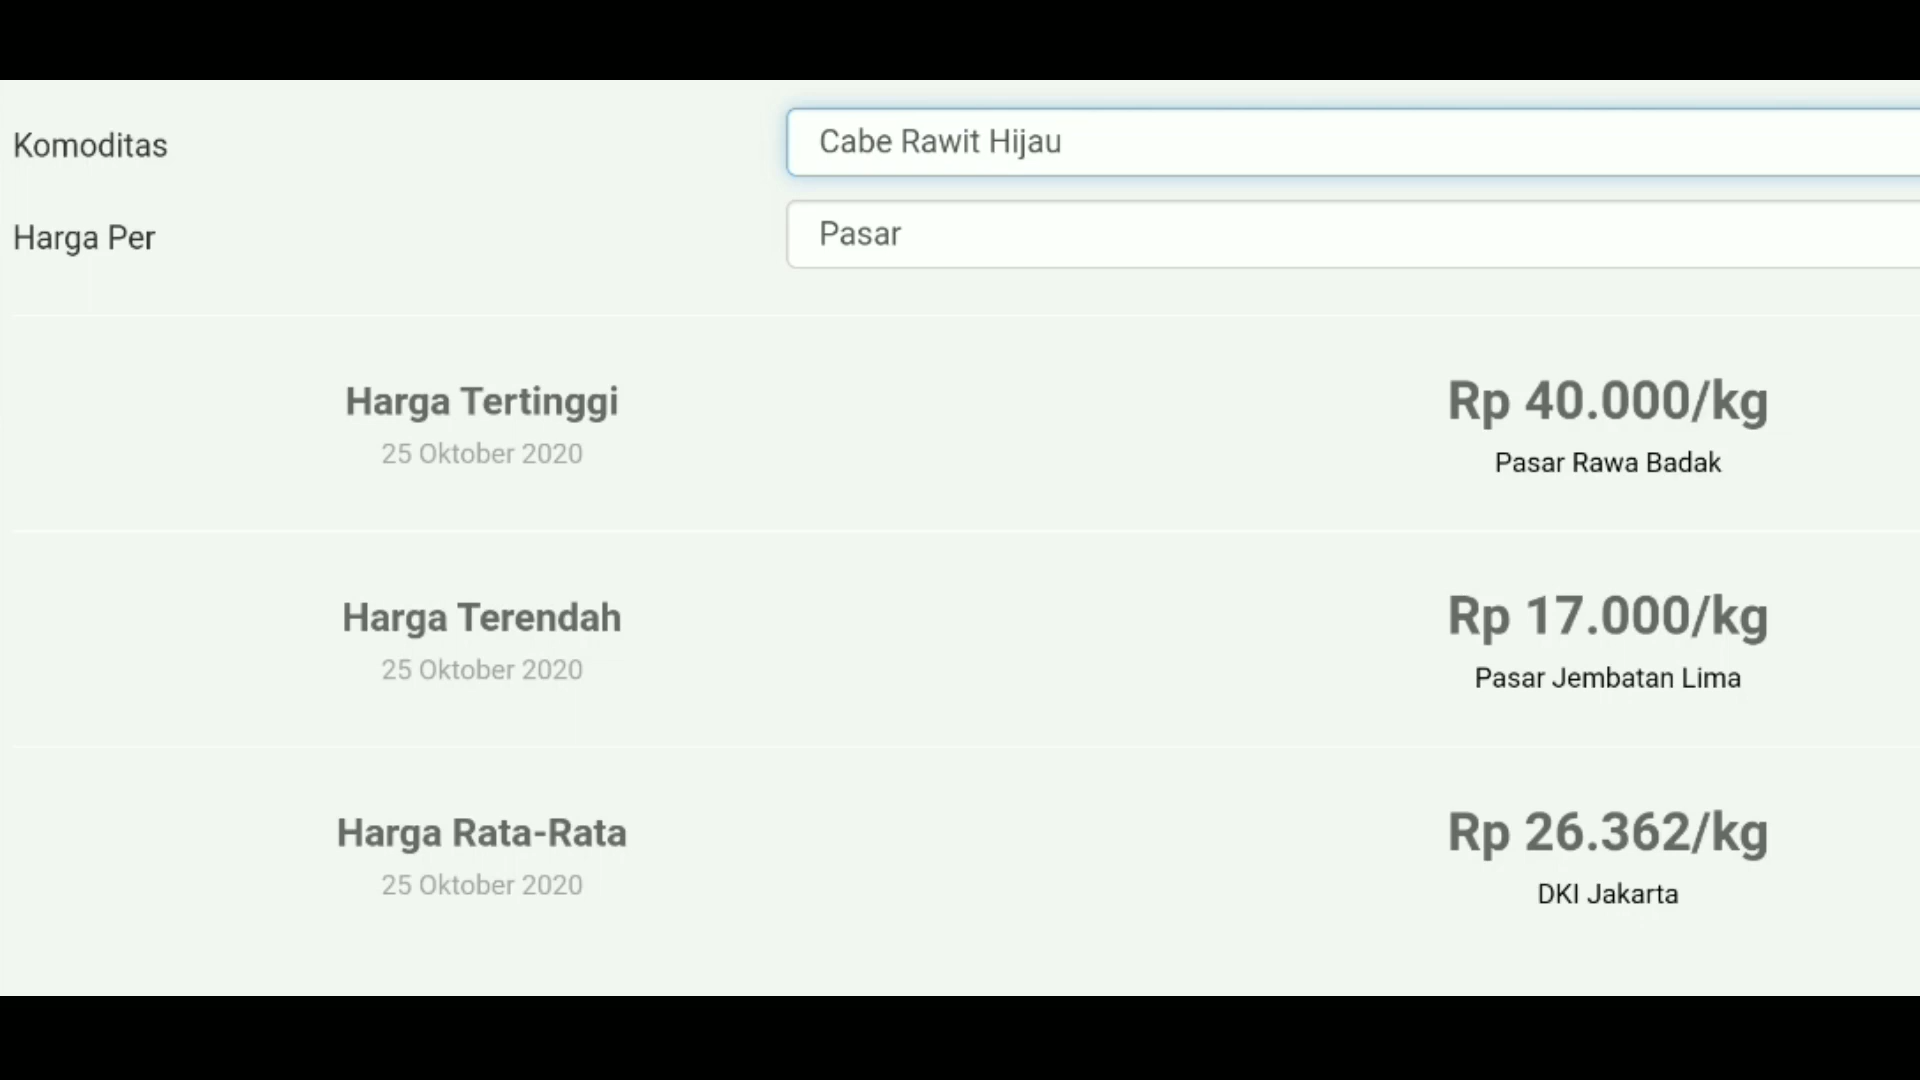 Komoditas
Cabe Rawit Hijau
Harga Per
Pasar
Harga Tertinggi
25 Oktober 2020
Rp 40.000/kg
Pasar Rawa Badak
Harga Terendah
25 Oktober 2020
Rp 17.000/kg
Pasar Jembatan Lima
Harga Rata-Rata
25 Oktober 2020
Rp 26.362/kg
DKI Jakarta